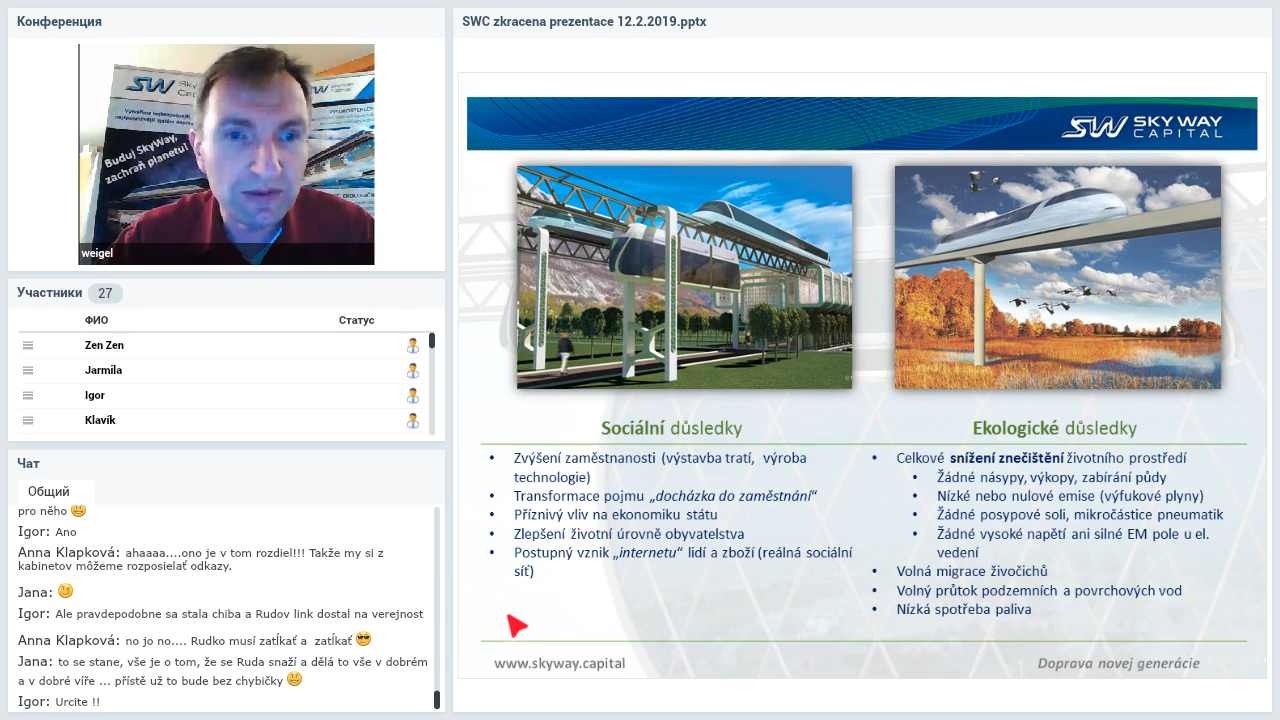 Конференция
SW SKY WAY
CAPITAL
Buduj SkyWay,
zachraň planetu!
weigel
Участники 27
ФИО Статус
Zen Zen
Jarmila
Igor
Klavík
Чат
Общий
pro něho
Igor: Ano
Anna Klapková: ahaaaa....ono je v tom rozdiel!!! Takže my si z
kabinetov môžeme rozposielať odkazy.
Jana:
Igor: Ale pravdepodobne sa stala chiba a Rudov link dostal na verejnost
Anna Klapková: no jo no.... Rudko musí zatĺkať a zatĺkať
Jana: to se stane, vše je o tom, že se Ruda snaží a dělá to vše v dobrém
a v dobré víře ... přístě už to bude bez chybičky
Igor: Urcite !!
SWC zkracena prezentace 12.2.2019.pptx
SW SKY WAY
CAPITAL
Sociální důsledky
• Zvýšení zaměstnanosti (výstavba tratí, výroba
technologie)
• Transformace pojmu „docházka do zaměstnání“
• Příznivý vliv na ekonomiku státu
• Zlepšení životní úrovně obyvatelstva
• Postupný vznik „internetu“ lidí a zboží (reálná sociální
síť)
Ekologické důsledky
• Celkové snížení znečištění životního prostředí
• Žádné násypy, výkopy, zabírání půdy
• Nízké nebo nulové emise (výfukové plyny)
• Žádné posypové soli, mikročástice pneumatik
• Žádné vysoké napětí ani silné EM pole u el.
vedení
• Volná migrace živočichů
• Volný průtok podzemních a povrchových vod
• Nízká spotřeba paliva
www.skyway.capital
Doprava novej generácie